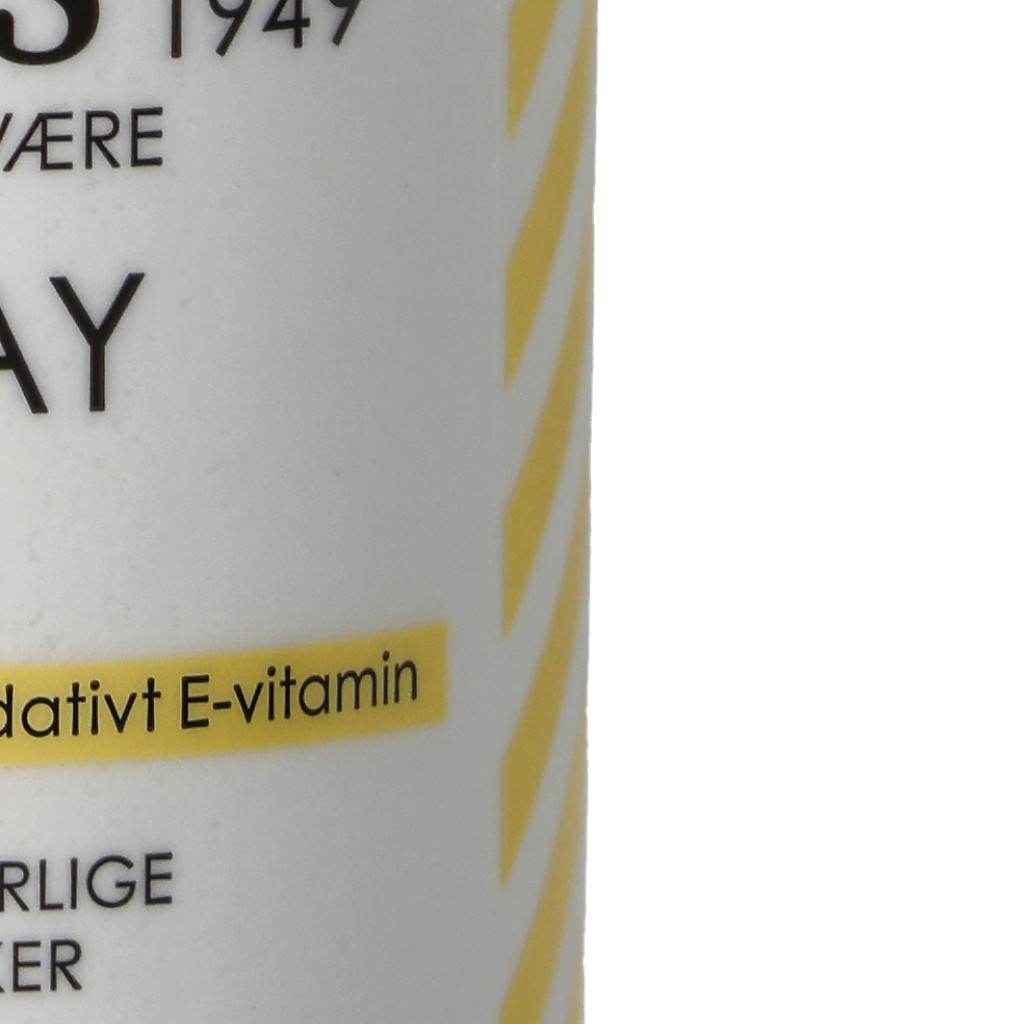 S 1949
VÆRE
AY
dativt E-vitamin
RLIGE
KER